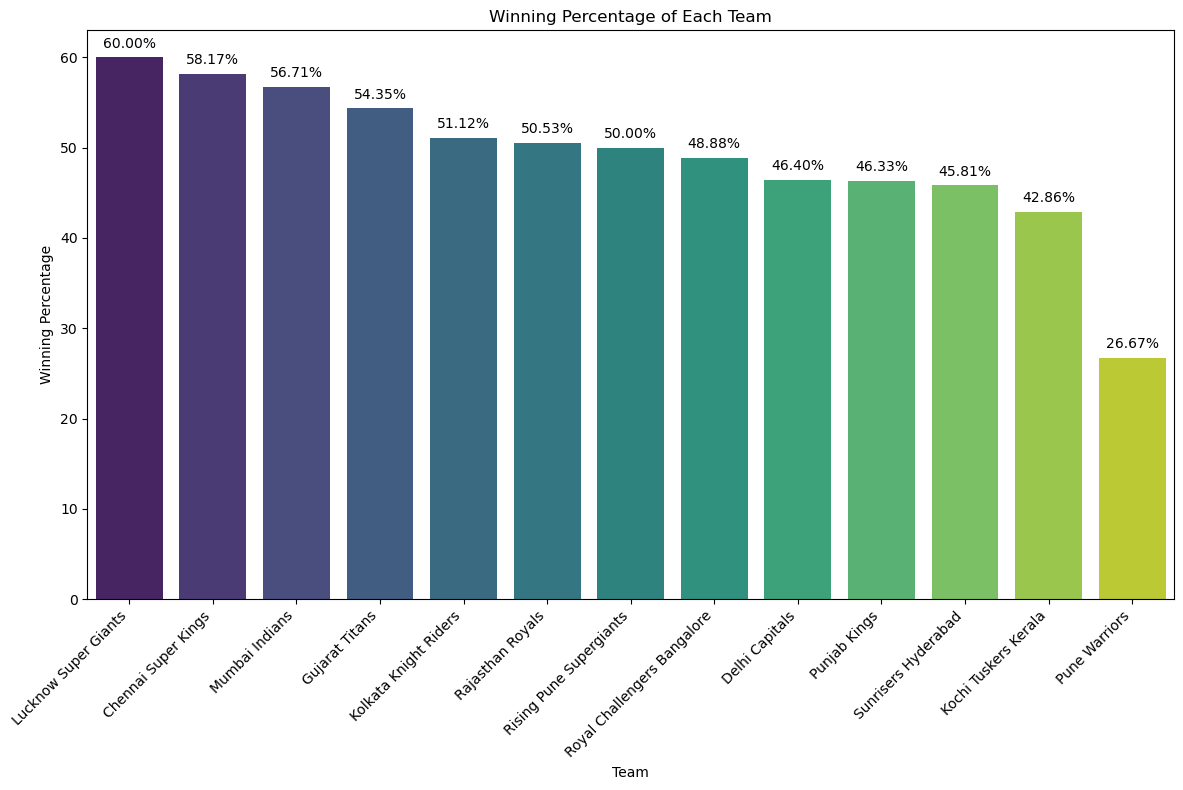 Winning Percentage of Each Team
60.00%
58.17%
56.71%
54.35%
51.12%
50.53%
50.00%
48.88%
46.40%
46.33%
45.81%
42.86%
26.67%
Winning Percentage
60
50
40
30
20
10
0
Lucknow Super Giants
Chennai Super Kings
Mumbai Indians
Gujarat Titans
Kolkata Knight Riders
Rajasthan Royals
Rising Pune Supergiants
Royal Challengers Bangalore
Delhi Capitals
Punjab Kings
Sunrisers Hyderabad
Kochi Tuskers Kerala
Pune Warriors
Team